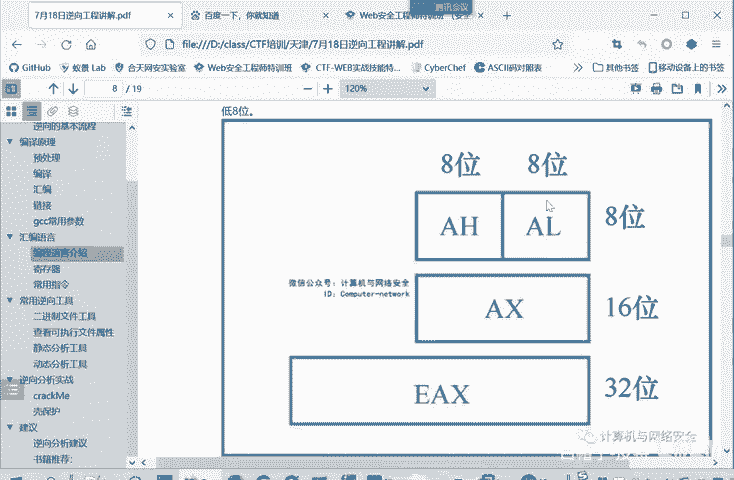 腾讯会议
7月18日逆向工程讲解.pdf
百度一下，你就知道
Web安全工程师特训班
file:///D:/class/CTF培训/天津/7月18日逆向工程讲解.pdf
GitHub
蚁景 Lab
合天网安实验室
Web安全工程师特训班
CTF-WEB实战技能特...
CyberChef
ASCII码对照表
其他书签
移动设备上的书签
8 / 19
120%
逆向的基本流程
编译原理
预处理
编译
汇编
链接
gcc常用参数
汇编语言
寄存器
常用指令
常用逆向工具
二进制文件工具
查看可执行文件属性
静态分析工具
动态分析工具
逆向分析实战
crackMe
壳保护
建议
逆向分析建议
书籍推荐：
低8位。
8位 8位
AH AL 8位
微信公众号：计算机与网络安全
ID：Computer-network
AX 16位
EAX 32位
计算机与网络安全